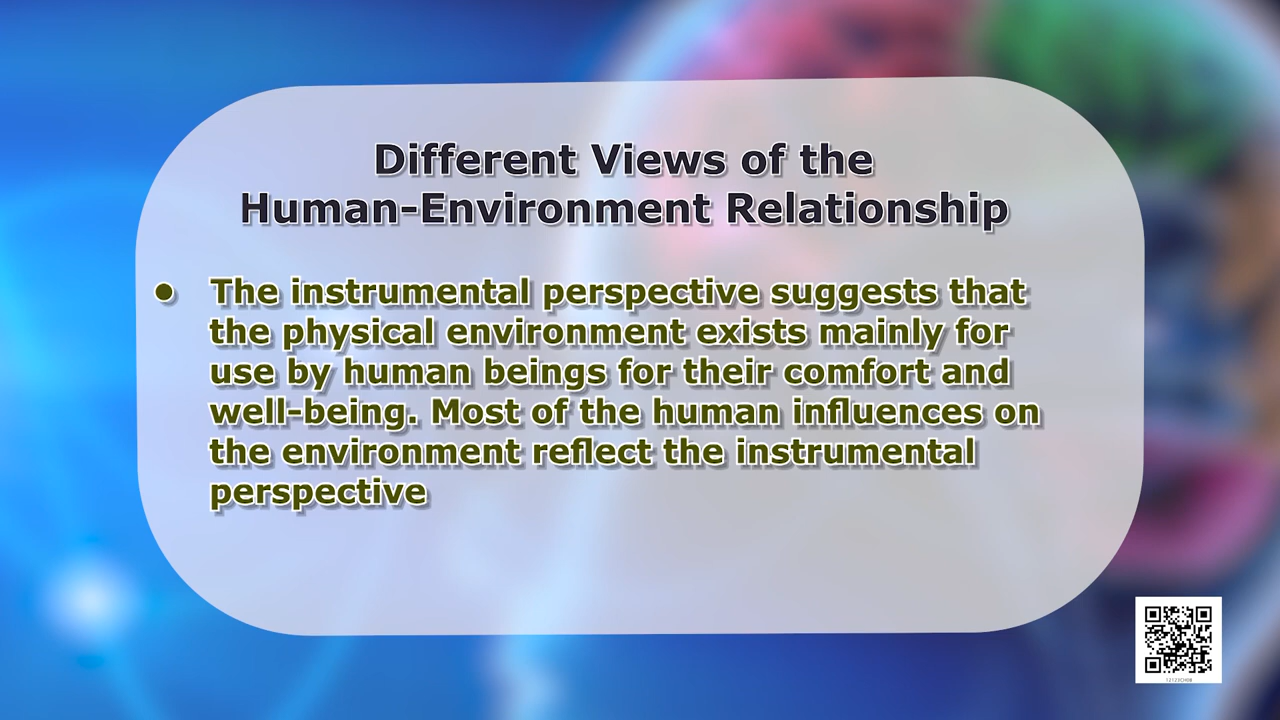 Different Views of the
Human-Environment Relationship
• The instrumental perspective suggests that
the physical environment exists mainly for
use by human beings for their comfort and
well-being. Most of the human influences on
the environment reflect the instrumental
perspective
12123CH08